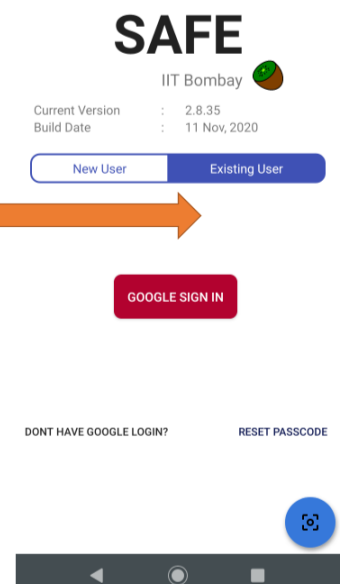 SAFE
IIT Bombay
Current Version : 2.8.35
Build Date : 11 Nov, 2020
New User Existing User
GOOGLE SIGN IN
DONT HAVE GOOGLE LOGIN? RESET PASSCODE